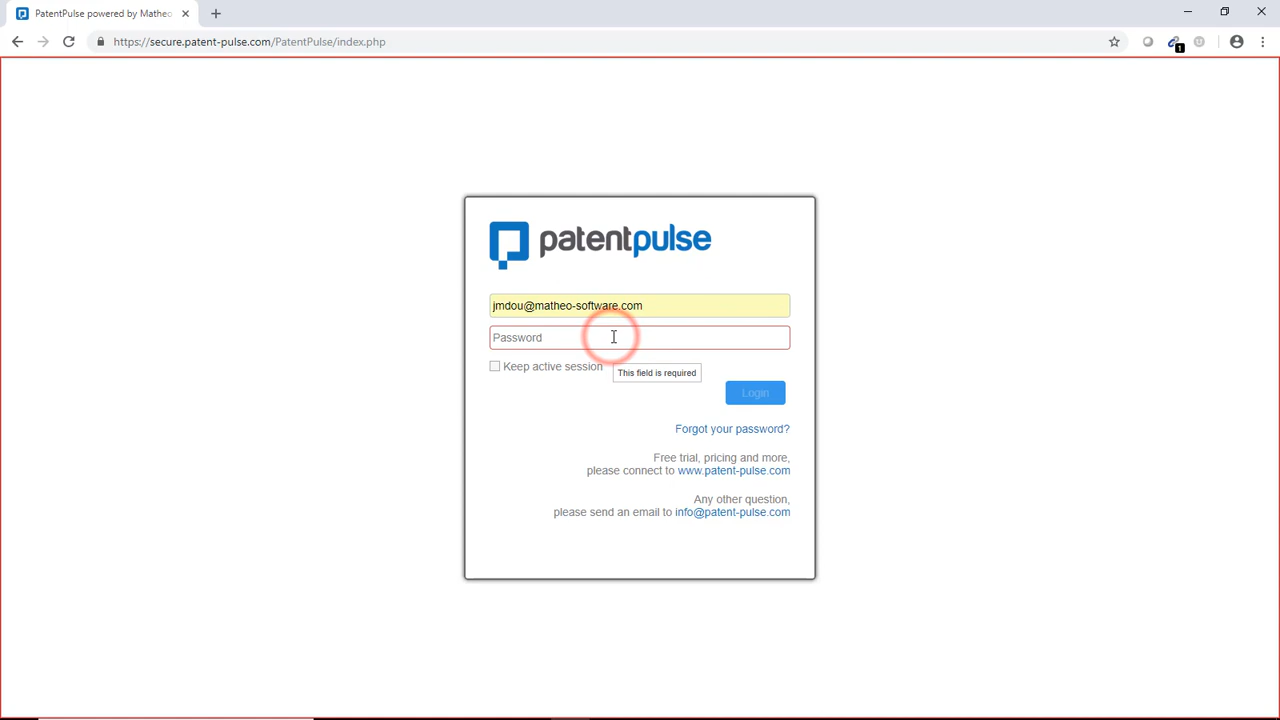 PatentPulse powered by Matheo
https://secure.patent-pulse.com/PatentPulse/index.php
1
patentpulse
jmdou@matheo-software.com
Password
Keep active session
This field is required
Login
Forgot your password?
Free trial, pricing and more,
please connect to www.patent-pulse.com
Any other question,
please send an email to info@patent-pulse.com